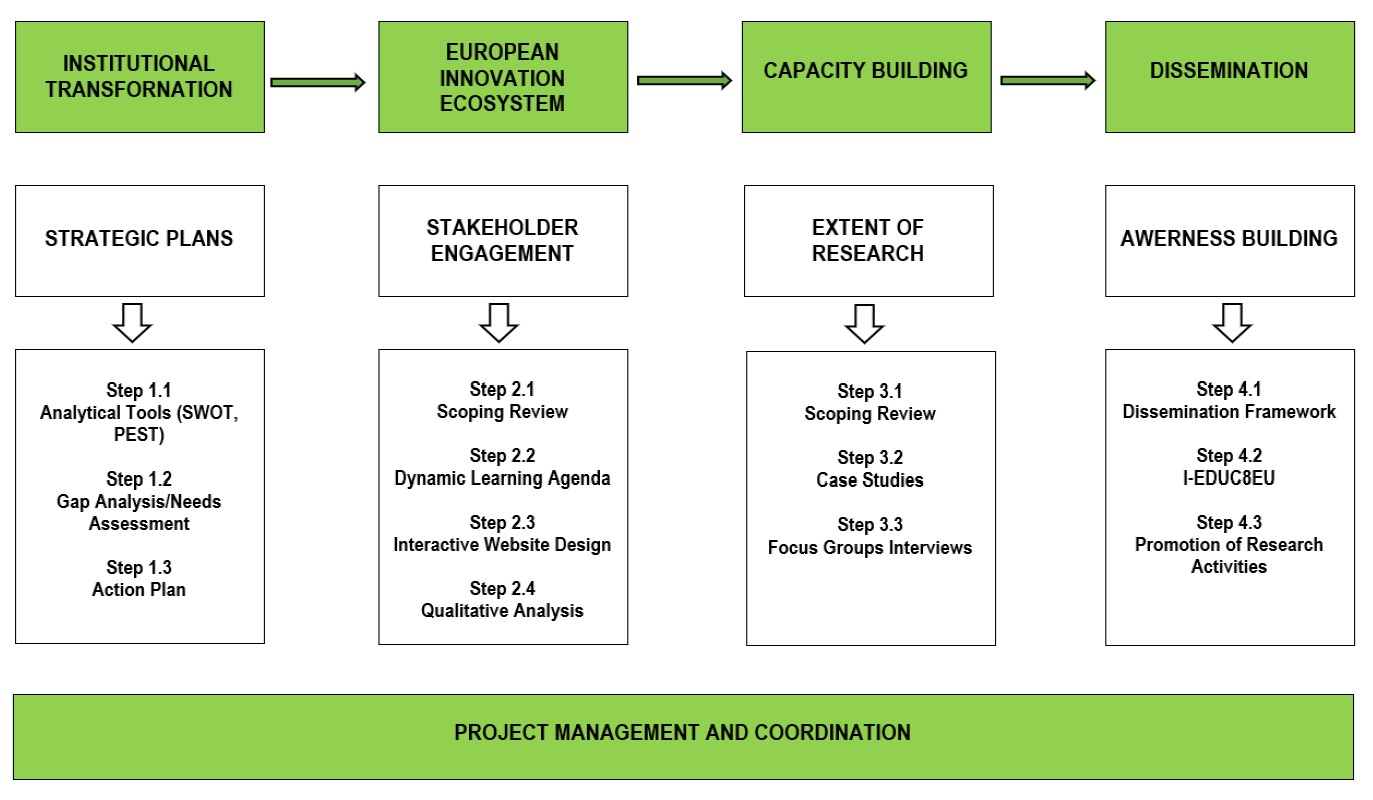 INSTITUTIONAL
TRANSFORNATION
EUROPEAN
INNOVATION
ECOSYSTEM
CAPACITY BUILDING
DISSEMINATION
STRATEGIC PLANS
STAKEHOLDER
ENGAGEMENT
EXTENT OF
RESEARCH
AWERNESS BUILDING
Step 1.1
Analytical Tools (SWOT,
PEST)
Step 1.2
Gap Analysis/Needs
Assessment
Step 1.3
Action Plan
Step 2.1
Scoping Review
Step 2.2
Dynamic Learning Agenda
Step 2.3
Interactive Website Design
Step 2.4
Qualitative Analysis
Step 3.1
Scoping Review
Step 3.2
Case Studies
Step 3.3
Focus Groups Interviews
Step 4.1
Dissemination Framework
Step 4.2
I-EDUC8EU
Step 4.3
Promotion of Research
Activities
PROJECT MANAGEMENT AND COORDINATION